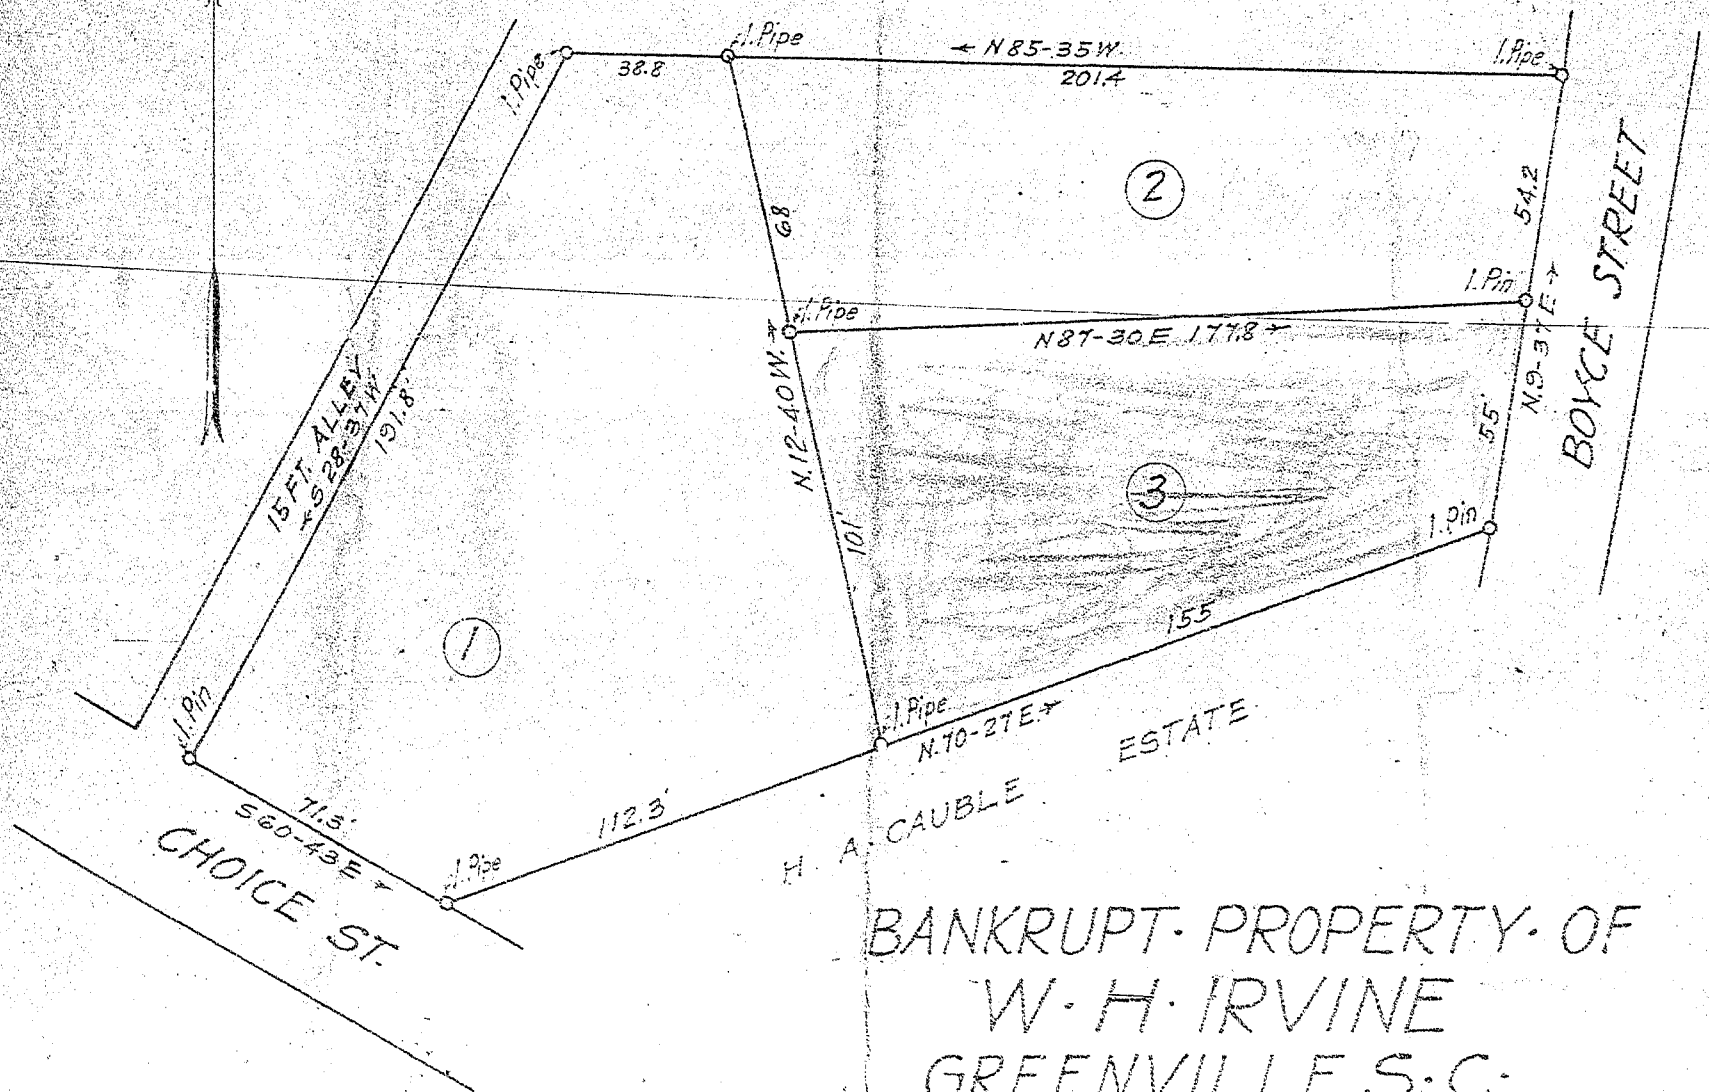 I.Pipe
I.Pipe
← N85-35W.
I.Pipe
38.8
201.4
②
54.2
BOYCE STREET
68
I.Pipe
I.Pin
N87-30E 177.8 →
N.9-37E →
55'
15 FT. ALLEY
← S 28-37W
191.8'
N.12-40W. →
101'
③
I.Pin
155'
①
I.Pin
I.Pipe
N.70-27E. →
H. A. CAUBLE ESTATE
112.3'
71.3'
S60-43E →
I.Pipe
CHOICE ST.
BANKRUPT. PROPERTY. OF
W. H. IRVINE
GREENVILLE S.C.